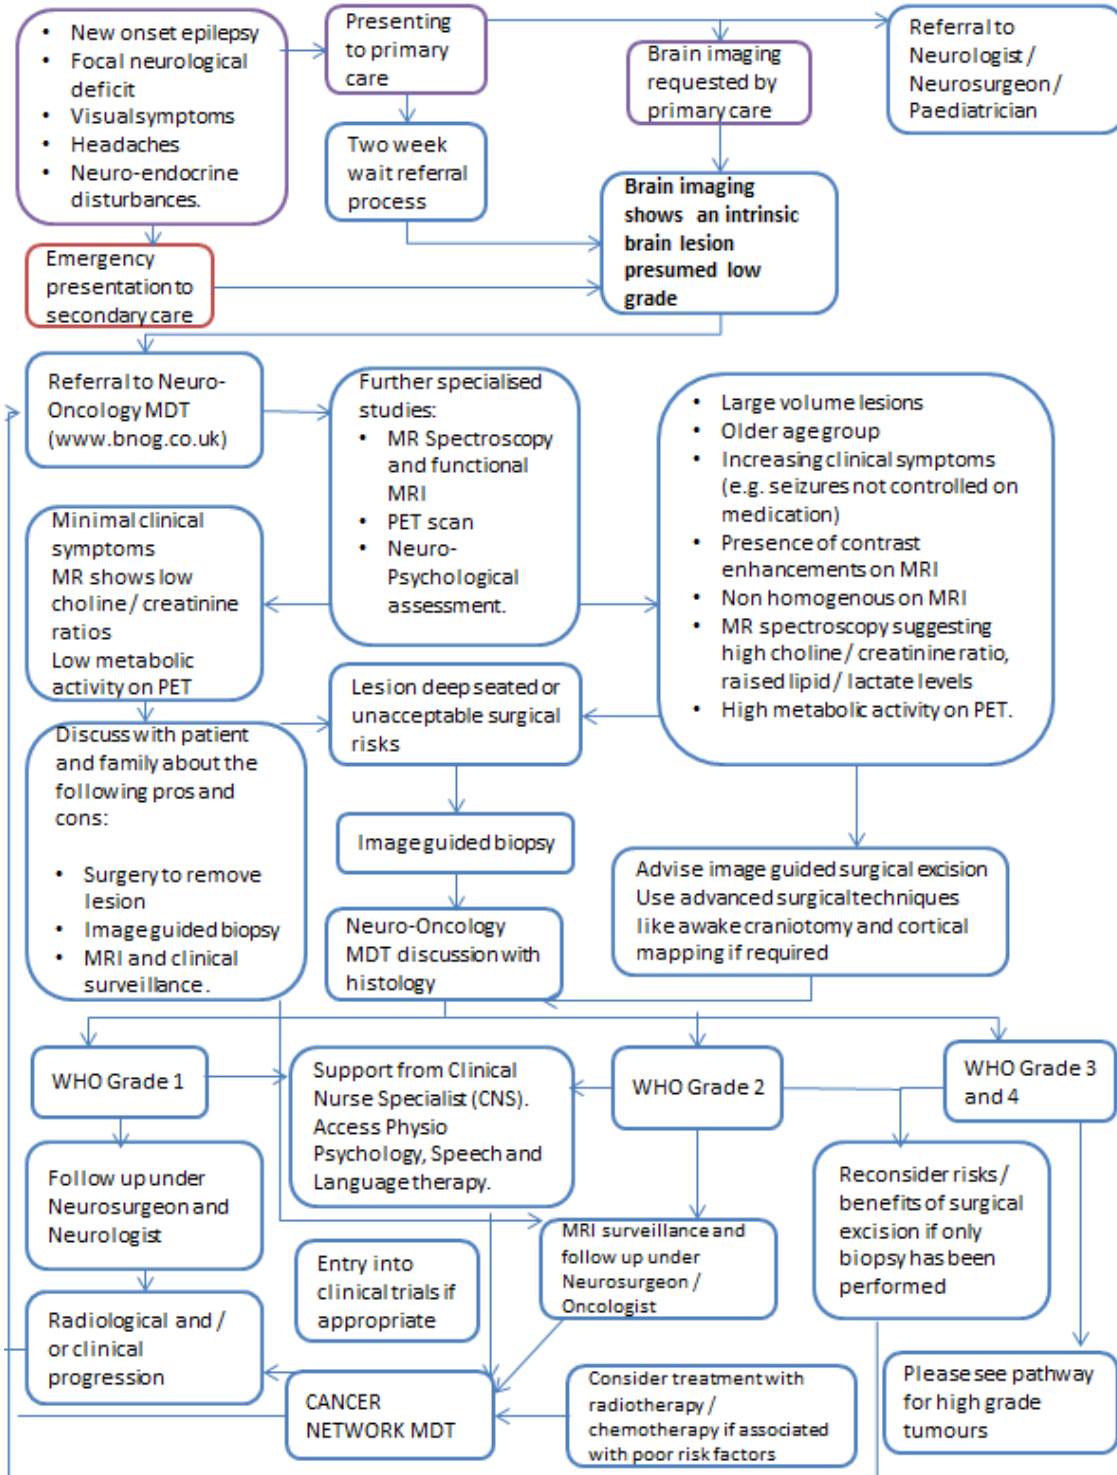 • New onset epilepsy
• Focal neurological
deficit
• Visual symptoms
• Headaches
• Neuro-endocrine
disturbances.
Presenting
to primary
care
Brain imaging
requested by
primary care
Referral to
Neurologist /
Neurosurgeon /
Paediatrician
Two week
wait referral
process
Brain imaging
shows an intrinsic
brain lesion
presumed low
grade
Emergency
presentation to
secondary care
Referral to Neuro-
Oncology MDT
(www.bnog.co.uk)
Further specialised
studies:
• MR Spectroscopy
and functional
MRI
• PET scan
• Neuro-
Psychological
assessment.
• Large volume lesions
• Older age group
• Increasing clinical symptoms
(e.g. seizures not controlled on
medication)
• Presence of contrast
enhancements on MRI
• Non homogenous on MRI
• MR spectroscopy suggesting
high choline / creatinine ratio,
raised lipid / lactate levels
• High metabolic activity on PET.
Minimal clinical
symptoms
MR shows low
choline / creatinine
ratios
Low metabolic
activity on PET
Lesion deep seated or
unacceptable surgical
risks
Discuss with patient
and family about the
following pros and
cons:
• Surgery to remove
lesion
• Image guided biopsy
• MRI and clinical
surveillance.
Image guided biopsy
Advise image guided surgical excision
Use advanced surgical techniques
like awake craniotomy and cortical
mapping if required
Neuro-Oncology
MDT discussion with
histology
WHO Grade 1
Support from Clinical
Nurse Specialist (CNS).
Access Physio
Psychology, Speech and
Language therapy.
WHO Grade 2
WHO Grade 3
and 4
Follow up under
Neurosurgeon and
Neurologist
Reconsider risks /
benefits of surgical
excision if only
biopsy has been
performed
MRI surveillance and
follow up under
Neurosurgeon /
Oncologist
Entry into
clinical trials if
appropriate
Radiological and /
or clinical
progression
CANCER
NETWORK MDT
Consider treatment with
radiotherapy /
chemotherapy if associated
with poor risk factors
Please see pathway
for high grade
tumours